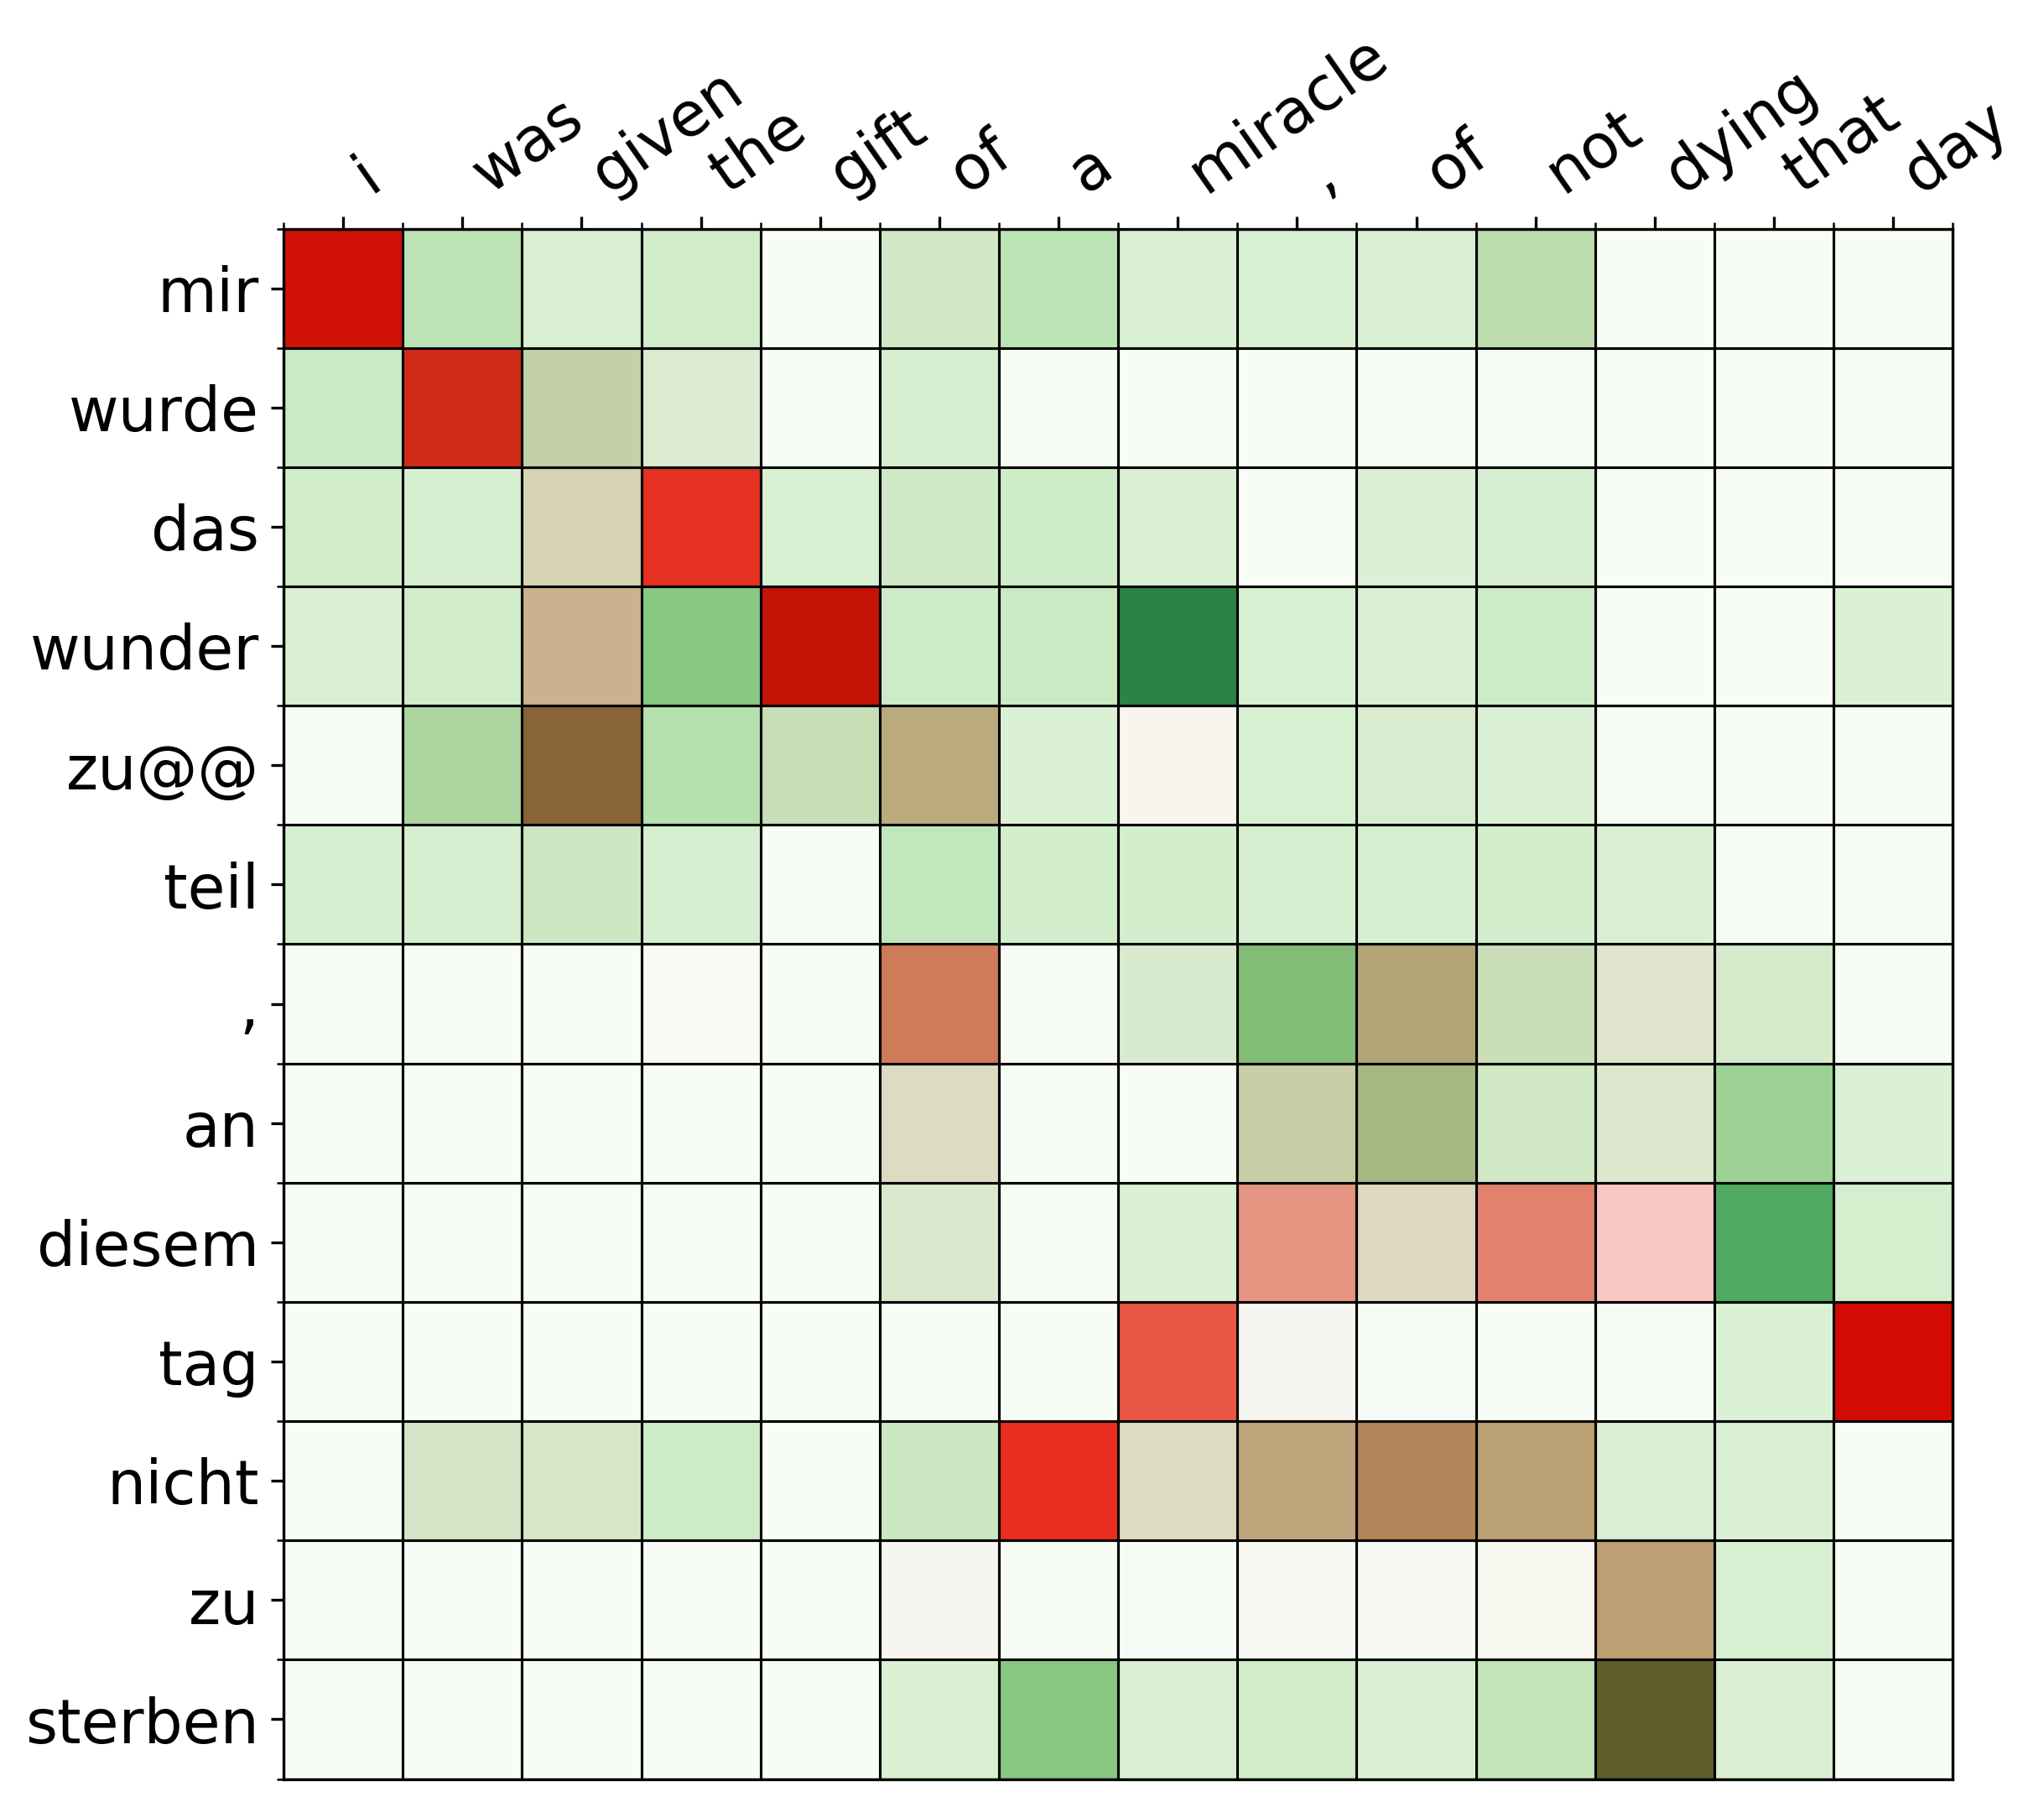 i was given the gift of a miracle , of not dying that day
mir
wurde
das
wunder
zu@@
teil
,
an
diesem
tag
nicht
zu
sterben